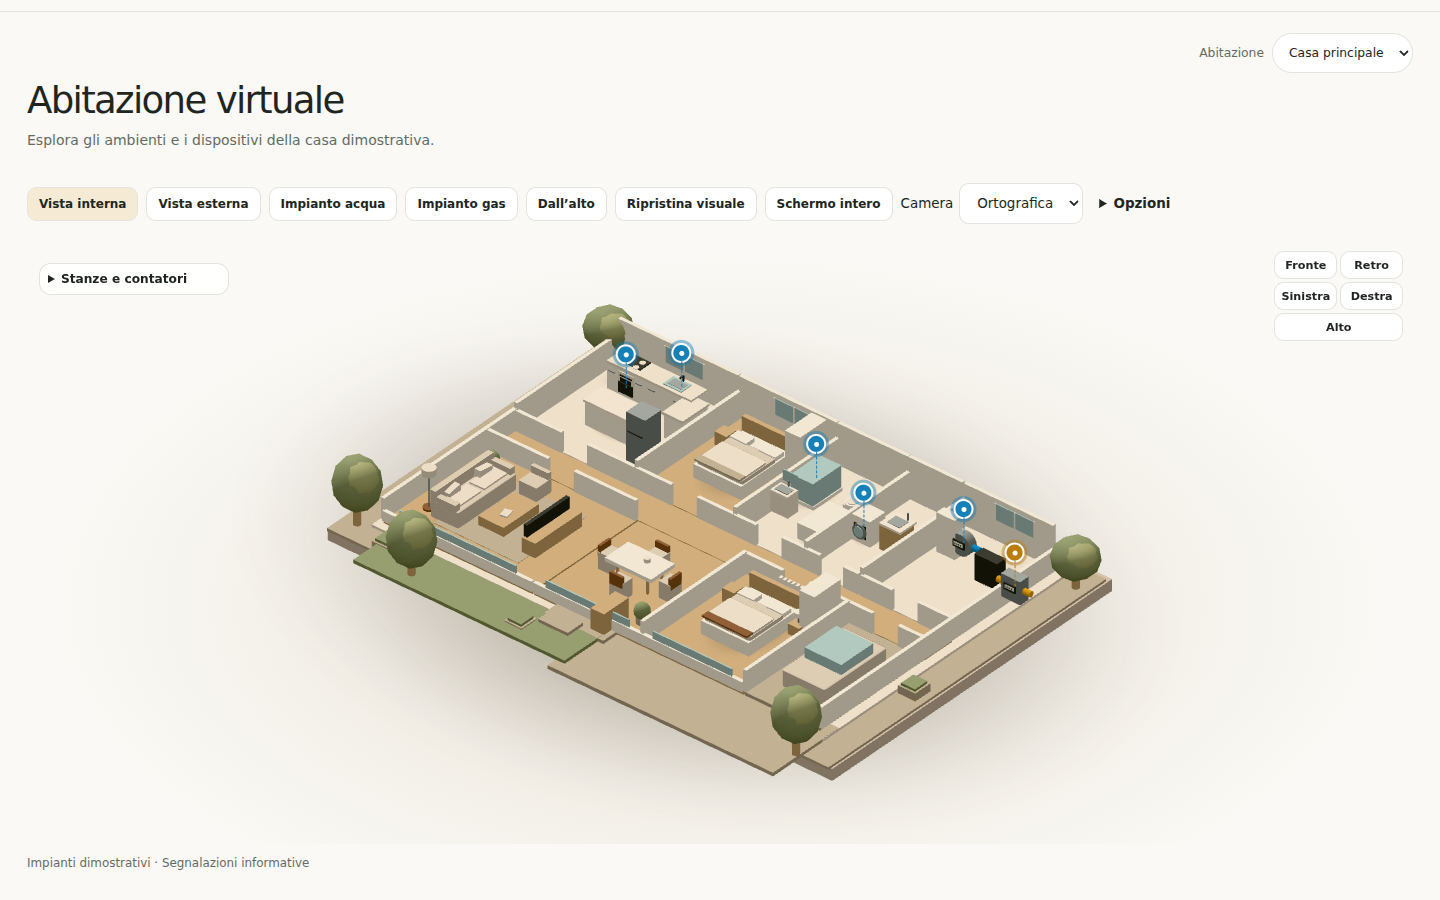 Abitazione Casa principale
Abitazione virtuale
Esplora gli ambienti e i dispositivi della casa dimostrativa.
Vista interna Vista esterna Impianto acqua Impianto gas Dall’alto Ripristina visuale Schermo intero Camera Ortografica Opzioni
Stanze e contatori
Fronte Retro
Sinistra Destra
Alto
Impianti dimostrativi · Segnalazioni informative